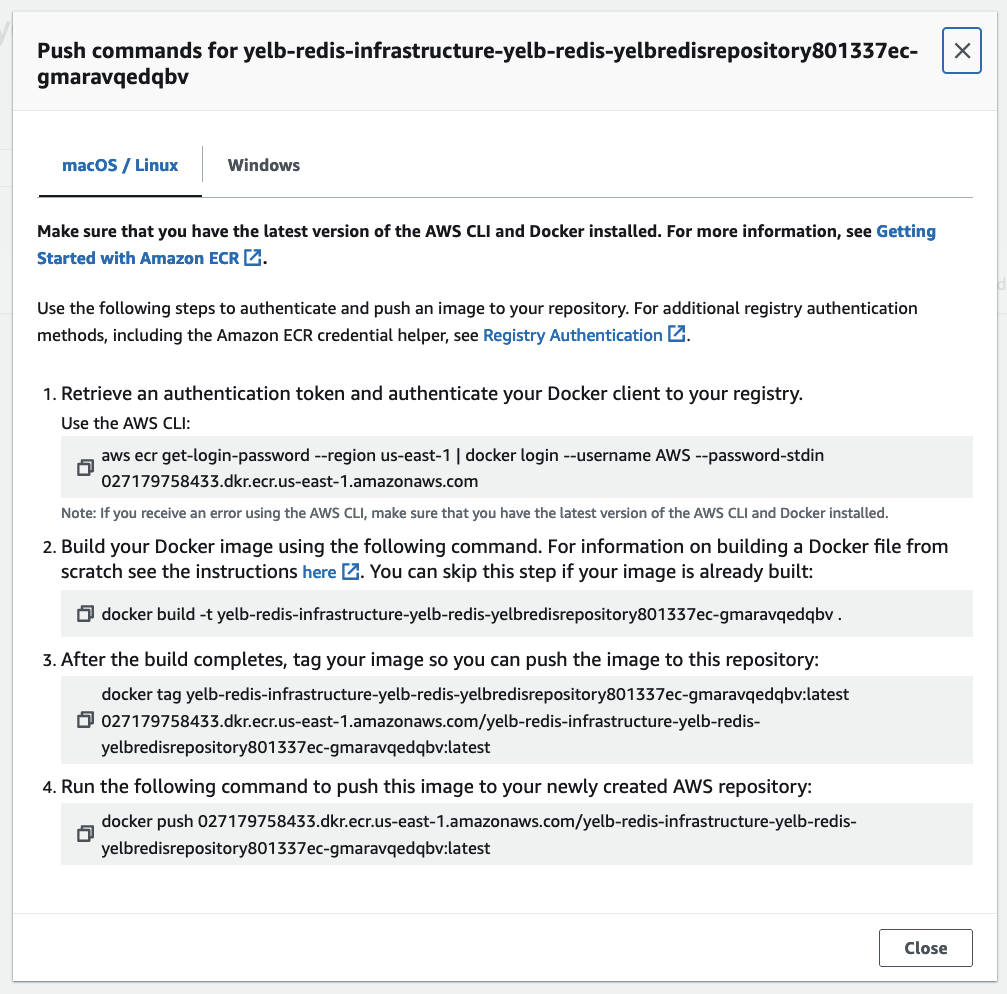 Push commands for yelb-redis-infrastructure-yelb-redis-yelbredisrepository801337ec-
gmaravqedqbv
macOS / Linux
Windows
Make sure that you have the latest version of the AWS CLI and Docker installed. For more information, see Getting
Started with Amazon ECR.
Use the following steps to authenticate and push an image to your repository. For additional registry authentication
methods, including the Amazon ECR credential helper, see Registry Authentication.
1. Retrieve an authentication token and authenticate your Docker client to your registry.
Use the AWS CLI:
aws ecr get-login-password --region us-east-1 | docker login --username AWS --password-stdin
027179758433.dkr.ecr.us-east-1.amazonaws.com
Note: If you receive an error using the AWS CLI, make sure that you have the latest version of the AWS CLI and Docker installed.
2. Build your Docker image using the following command. For information on building a Docker file from
scratch see the instructions here. You can skip this step if your image is already built:
docker build -t yelb-redis-infrastructure-yelb-redis-yelbredisrepository801337ec-gmaravqedqbv .
3. After the build completes, tag your image so you can push the image to this repository:
docker tag yelb-redis-infrastructure-yelb-redis-yelbredisrepository801337ec-gmaravqedqbv:latest
027179758433.dkr.ecr.us-east-1.amazonaws.com/yelb-redis-infrastructure-yelb-redis-
yelbredisrepository801337ec-gmaravqedqbv:latest
4. Run the following command to push this image to your newly created AWS repository:
docker push 027179758433.dkr.ecr.us-east-1.amazonaws.com/yelb-redis-infrastructure-yelb-redis-
yelbredisrepository801337ec-gmaravqedqbv:latest
Close